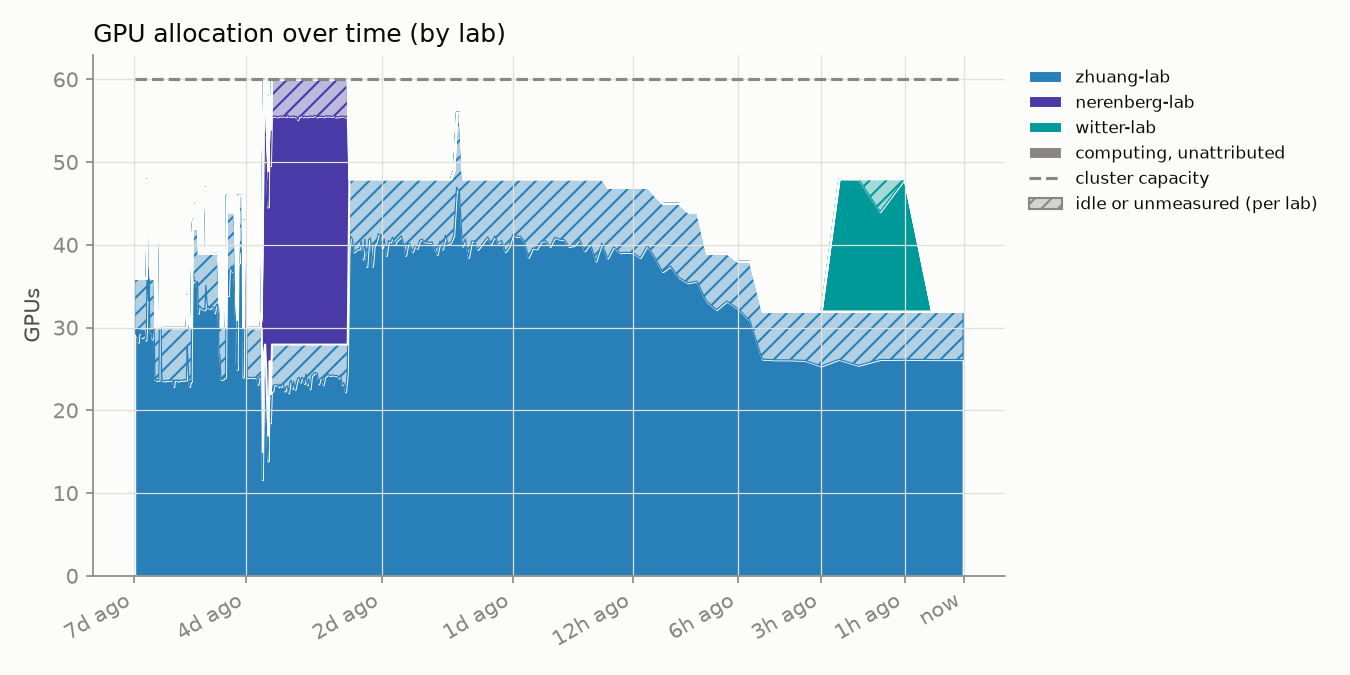 GPU allocation over time (by lab)
GPUs
60
50
40
30
20
10
0
7d ago
4d ago
2d ago
1d ago
12h ago
6h ago
3h ago
1h ago
now
zhuang-lab
nerenberg-lab
witter-lab
computing, unattributed
cluster capacity
idle or unmeasured (per lab)